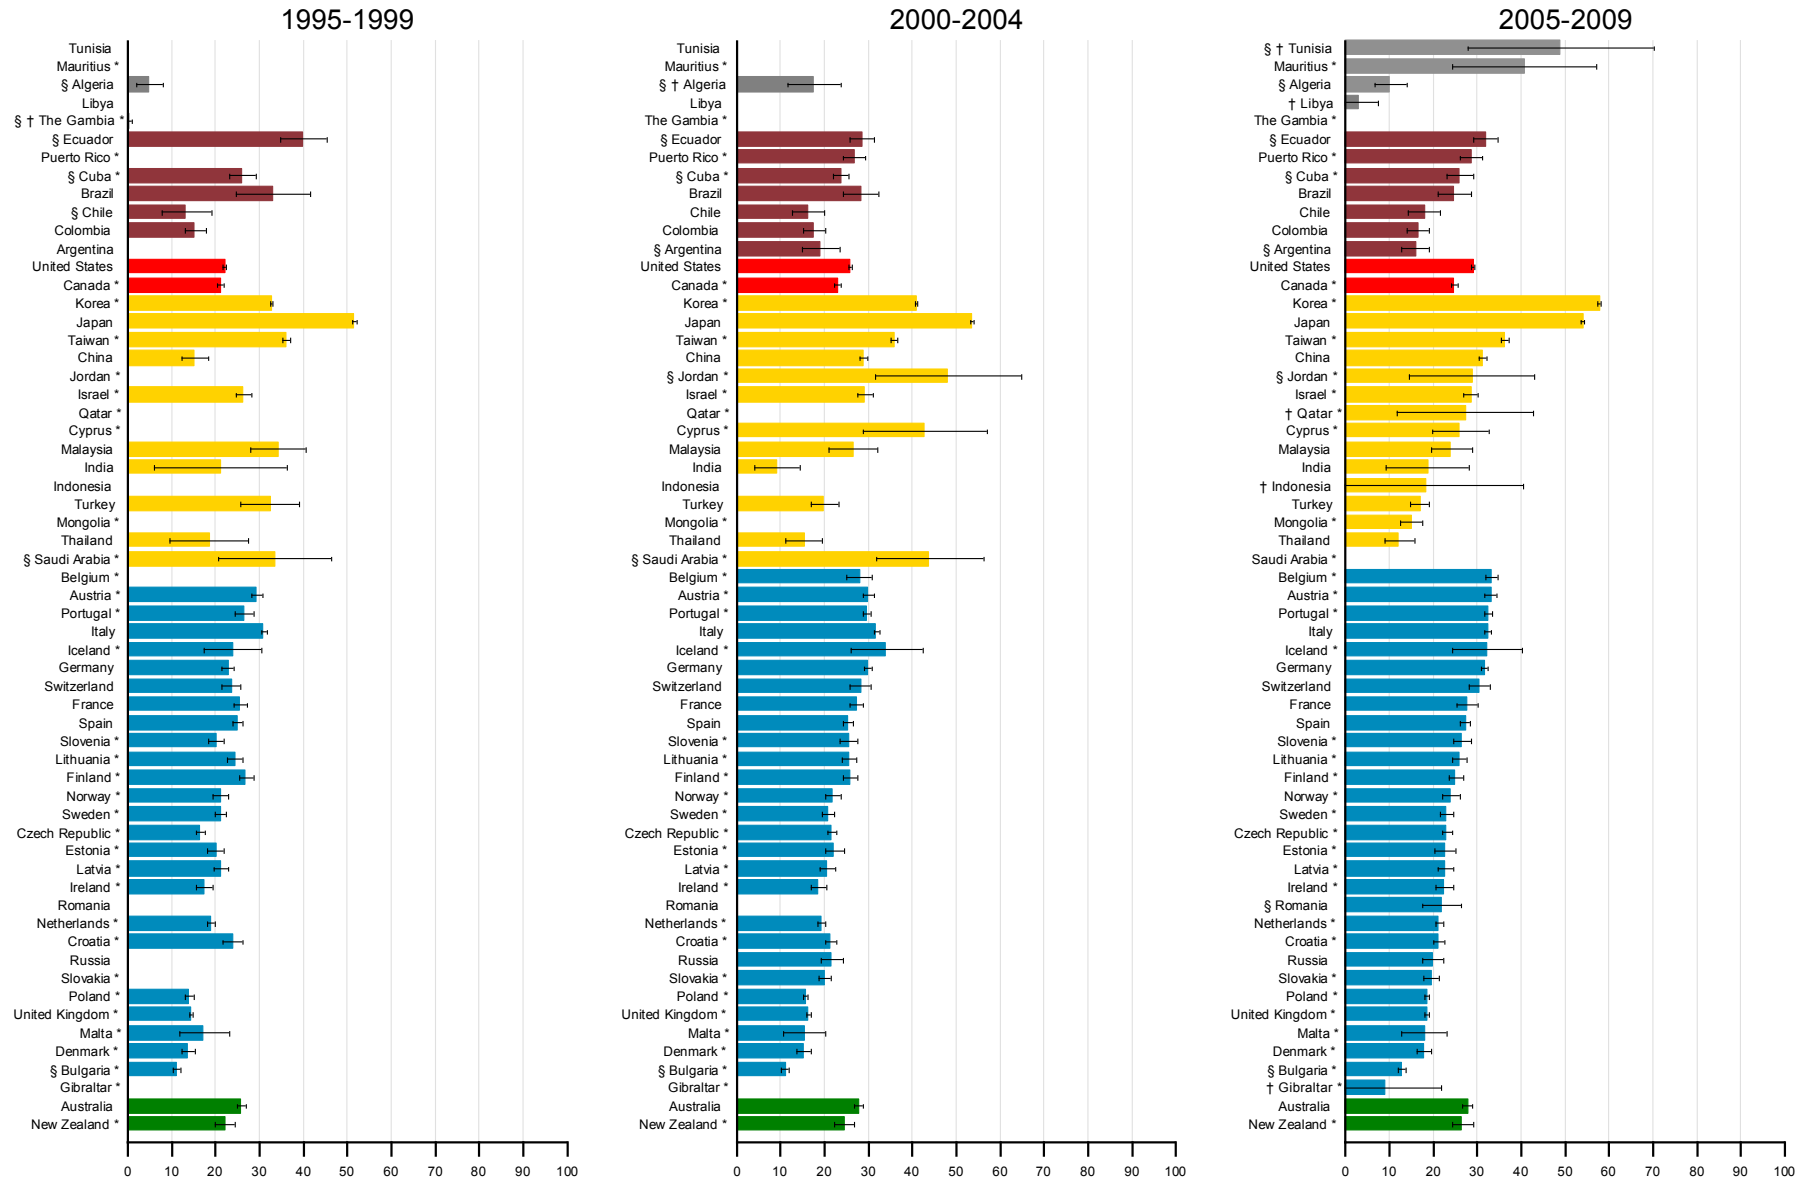 1995-1999
Tunisia
Mauritius *
§ Algeria
Libya
§ † The Gambia *
§ Ecuador
Puerto Rico *
§ Cuba *
Brazil
§ Chile
Colombia
Argentina
United States
Canada *
Korea *
Japan
Taiwan *
China
Jordan *
Israel *
Qatar *
Cyprus *
Malaysia
India
Indonesia
Turkey
Mongolia *
Thailand
§ Saudi Arabia *
Belgium *
Austria *
Portugal *
Italy
Iceland *
Germany
Switzerland
France
Spain
Slovenia *
Lithuania *
Finland *
Norway *
Sweden *
Czech Republic *
Estonia *
Latvia *
Ireland *
Romania
Netherlands *
Croatia *
Russia
Slovakia *
Poland *
United Kingdom *
Malta *
Denmark *
§ Bulgaria *
Gibraltar *
Australia
New Zealand *
0 10 20 30 40 50 60 70 80 90 100
2000-2004
Tunisia
Mauritius *
§ † Algeria
Libya
The Gambia *
§ Ecuador
Puerto Rico *
§ Cuba *
Brazil
Chile
Colombia
§ Argentina
United States
Canada *
Korea *
Japan
Taiwan *
China
§ Jordan *
Israel *
Qatar *
Cyprus *
Malaysia
India
Indonesia
Turkey
Mongolia *
Thailand
§ Saudi Arabia *
Belgium *
Austria *
Portugal *
Italy
Iceland *
Germany
Switzerland
France
Spain
Slovenia *
Lithuania *
Finland *
Norway *
Sweden *
Czech Republic *
Estonia *
Latvia *
Ireland *
Romania
Netherlands *
Croatia *
Russia
Slovakia *
Poland *
United Kingdom *
Malta *
Denmark *
§ Bulgaria *
Gibraltar *
Australia
New Zealand *
0 10 20 30 40 50 60 70 80 90 100
2005-2009
§ † Tunisia
Mauritius *
§ Algeria
† Libya
The Gambia *
§ Ecuador
Puerto Rico *
§ Cuba *
Brazil
Chile
Colombia
§ Argentina
United States
Canada *
Korea *
Japan
Taiwan *
China
§ Jordan *
Israel *
† Qatar *
Cyprus *
Malaysia
India
† Indonesia
Turkey
Mongolia *
Thailand
Saudi Arabia *
Belgium *
Austria *
Portugal *
Italy
Iceland *
Germany
Switzerland
France
Spain
Slovenia *
Lithuania *
Finland *
Norway *
Sweden *
Czech Republic *
Estonia *
Latvia *
Ireland *
§ Romania
Netherlands *
Croatia *
Russia
Slovakia *
Poland *
United Kingdom *
Malta *
Denmark *
§ Bulgaria *
† Gibraltar *
Australia
New Zealand *
0 10 20 30 40 50 60 70 80 90 100